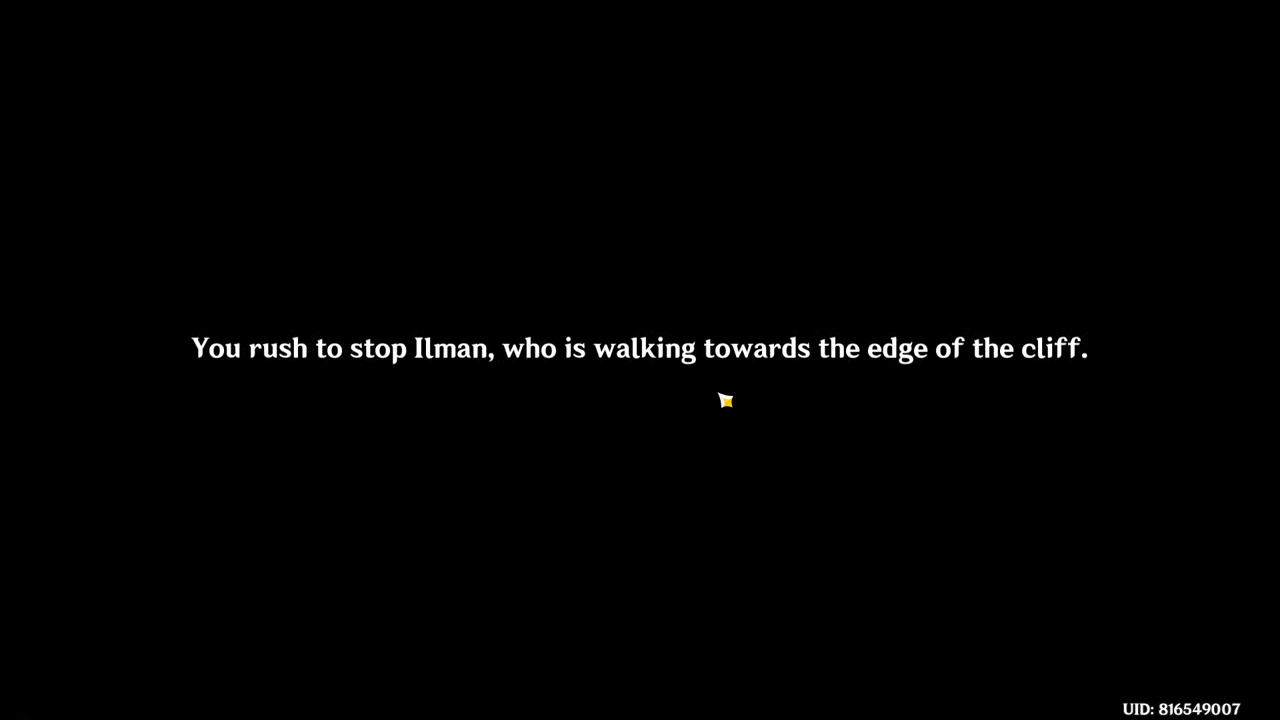 You rush to stop Ilman, who is walking towards the edge of the cliff.
UID: 816549007